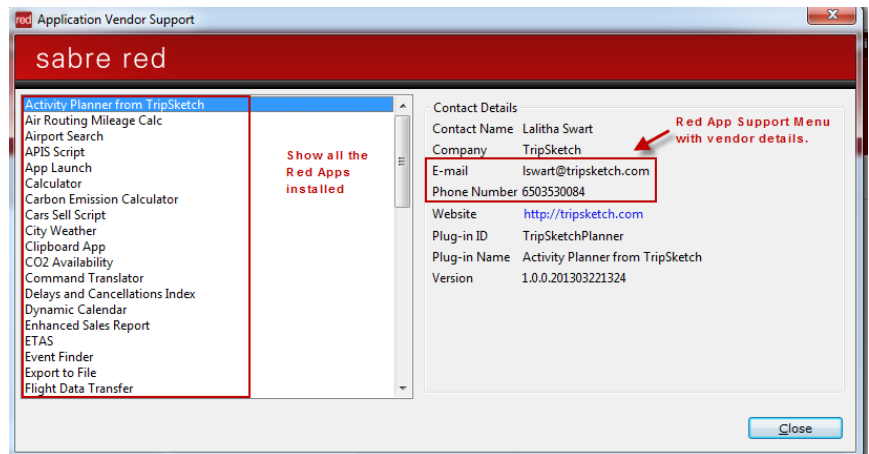 red Application Vendor Support
sabre red
Activity Planner from TripSketch
Air Routing Mileage Calc
Airport Search
APIS Script
App Launch
Calculator
Carbon Emission Calculator
Cars Sell Script
City Weather
Clipboard App
CO2 Availability
Command Translator
Delays and Cancellations Index
Dynamic Calendar
Enhanced Sales Report
ETAS
Event Finder
Export to File
Flight Data Transfer
Show all the
Red Apps
installed
Contact Details
Contact Name Lalitha Swart
Company TripSketch
E-mail lswart@tripsketch.com
Phone Number 6503530084
Website http://tripsketch.com
Plug-in ID TripSketchPlanner
Plug-in Name Activity Planner from TripSketch
Version 1.0.0.201303221324
Red App Support Menu
with vendor details.
Close